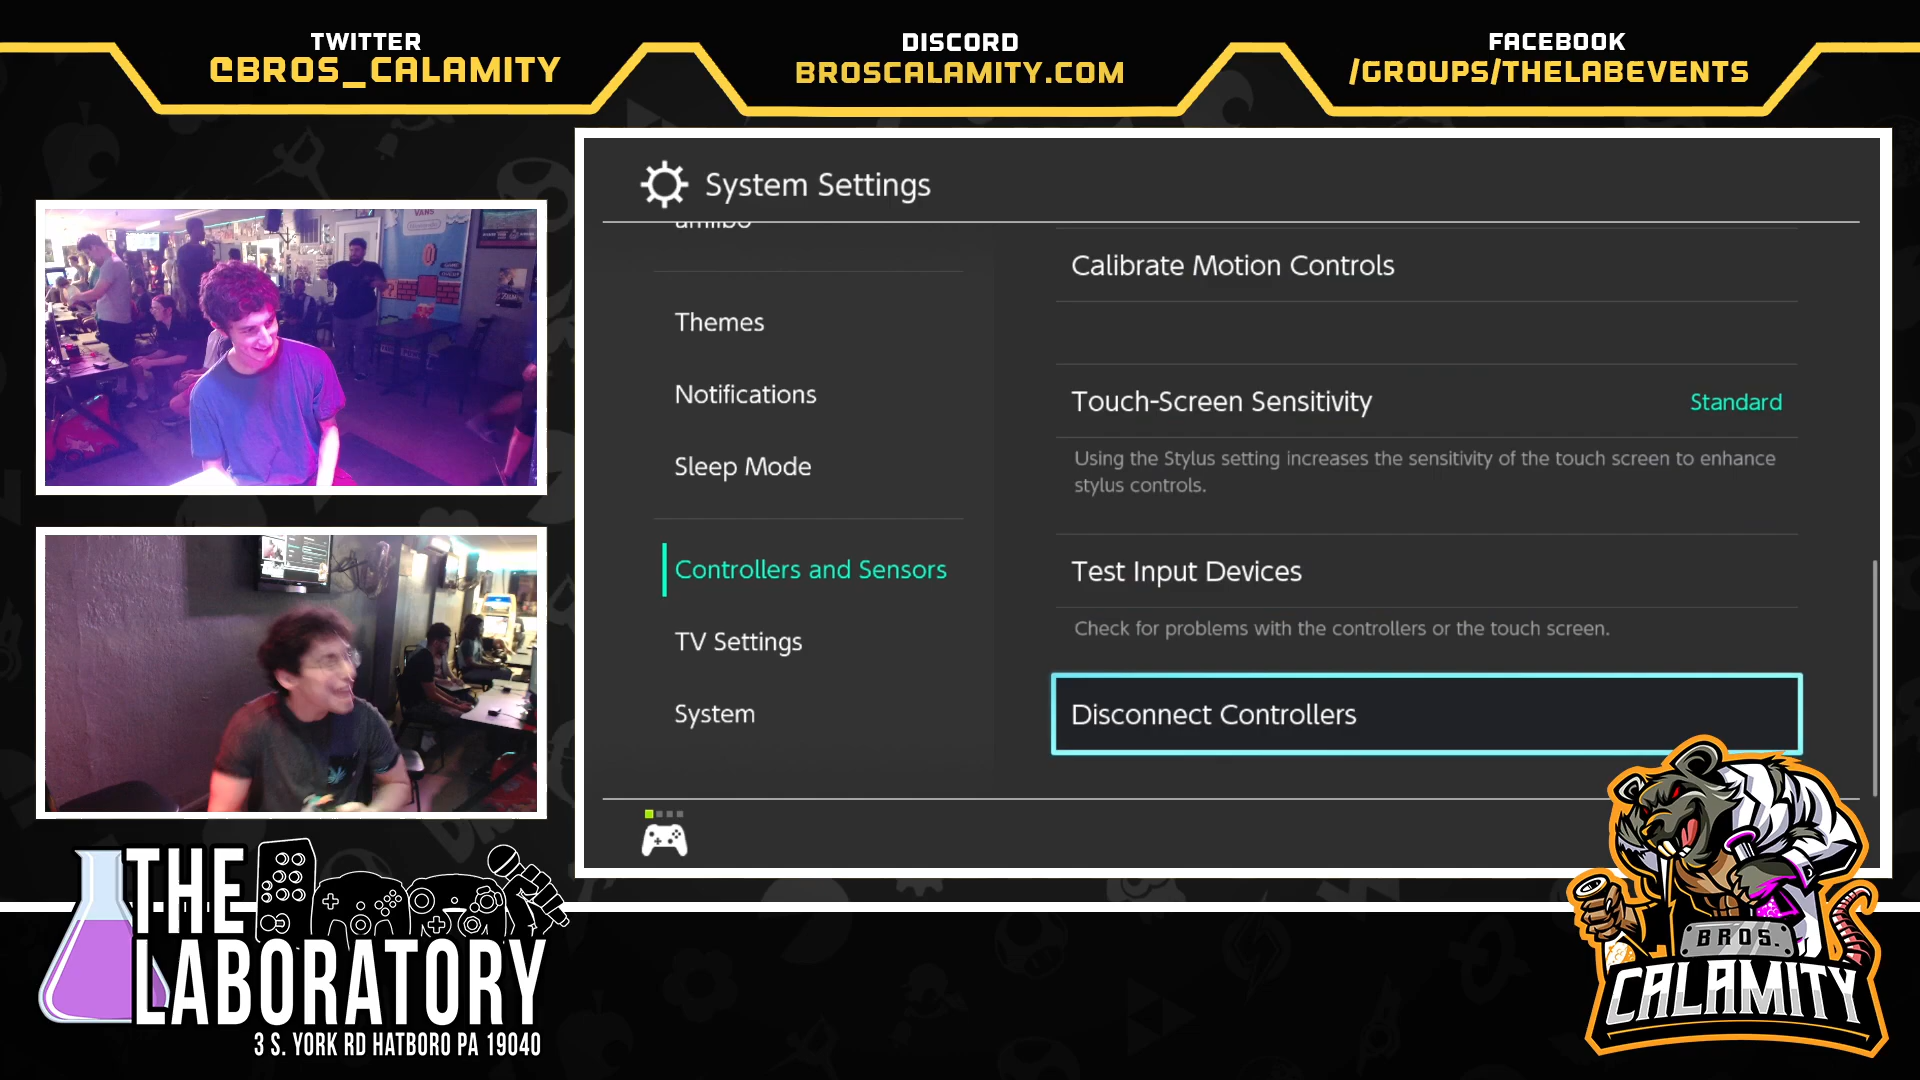 TWITTER
@BROS_CALAMITY
DISCORD
BROSCALAMITY.COM
FACEBOOK
/GROUPS/THELABEVENTS
System Settings
amiibo
Themes
Notifications
Sleep Mode
Controllers and Sensors
TV Settings
System
Calibrate Motion Controls
Touch-Screen Sensitivity Standard
Using the Stylus setting increases the sensitivity of the touch screen to enhance
stylus controls.
Test Input Devices
Check for problems with the controllers or the touch screen.
Disconnect Controllers
VANS
THE
LABORATORY
3 S. YORK RD HATBORO PA 19040
BROS.
CALAMITY